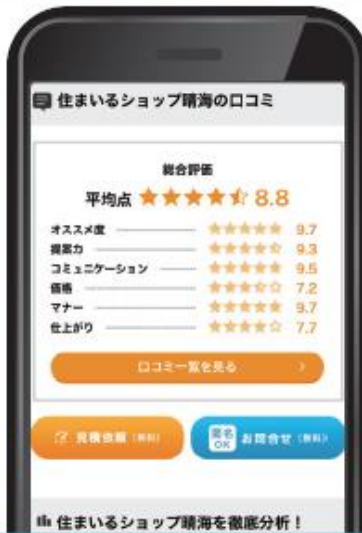 住まいるショップ晴海の口コミ
総合評価
平均点 8.8
オススメ度 9.7
提案力 9.3
コミュニケーション 9.5
価格 7.2
マナー 9.7
仕上がり 7.7
口コミ一覧を見る
見積依頼（無料）
匿名OK お問合せ（無料）
住まいるショップ晴海を徹底分析！